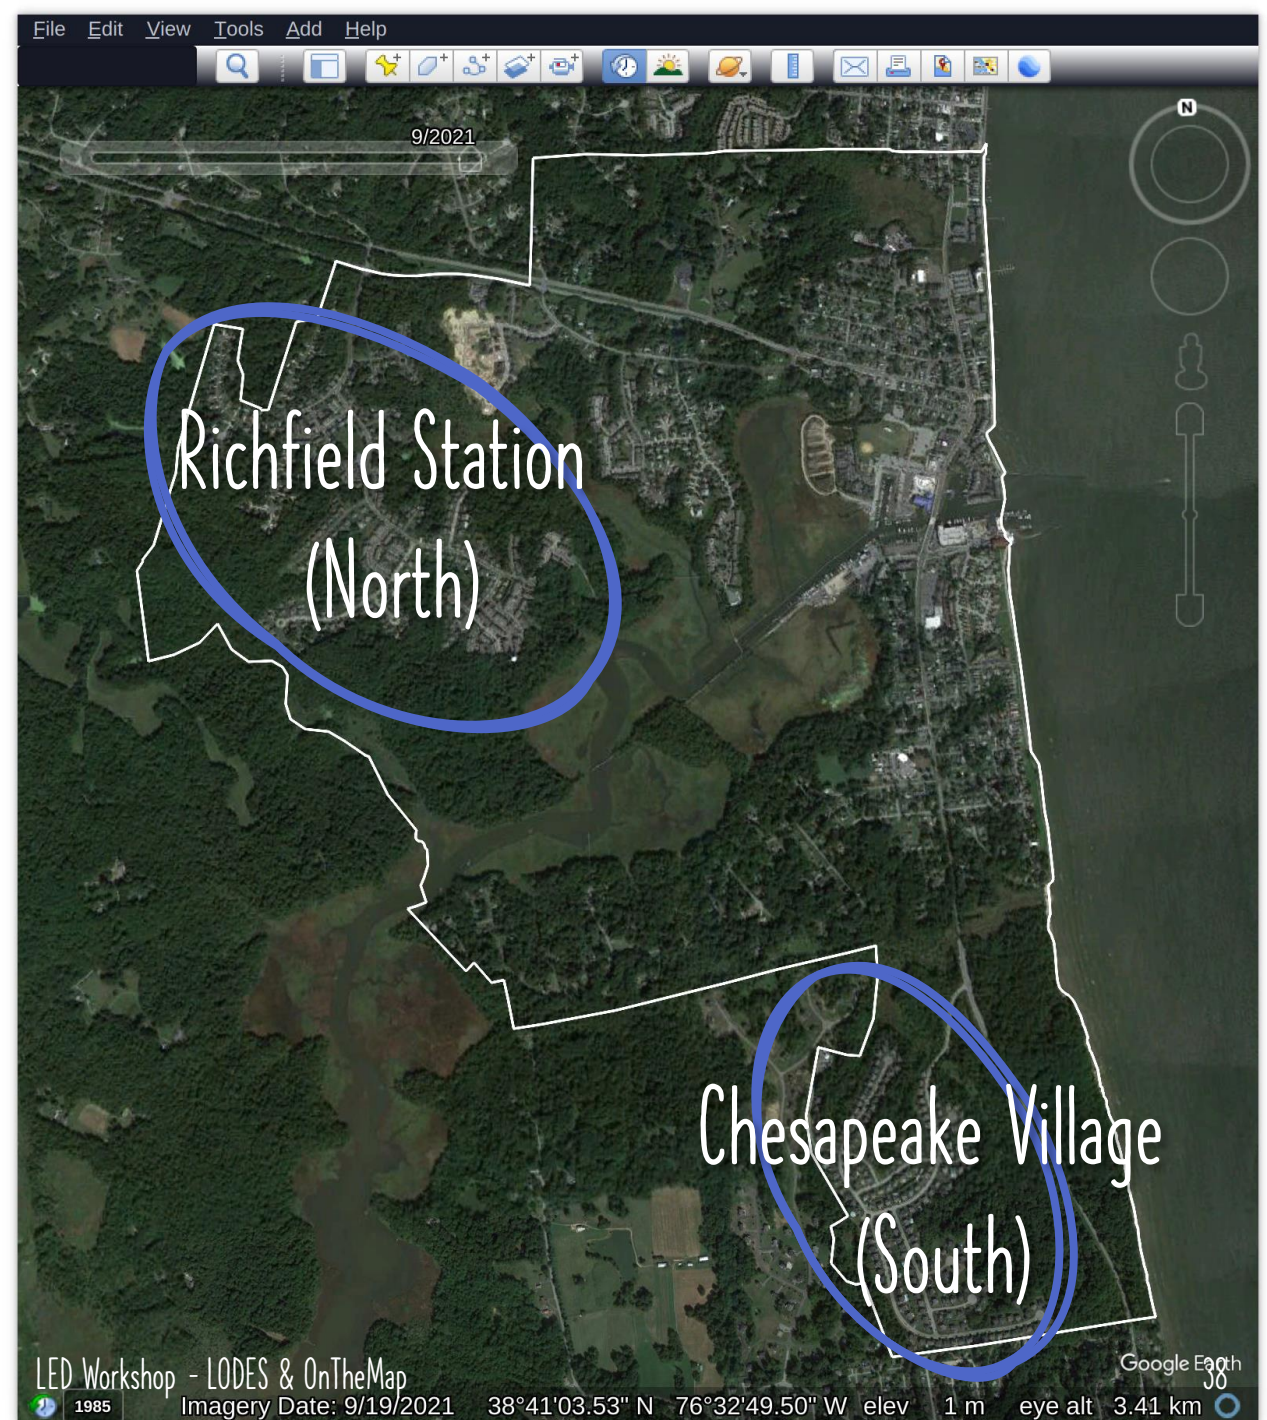 File Edit View Tools Add Help
9/2021
N
Richfield Station
(North)
Chesapeake Village
(South)
LED Workshop - LODES & OnTheMap
Google Earth
38
1985 Imagery Date: 9/19/2021 38°41'03.53" N 76°32'49.50" W elev 1 m eye alt 3.41 km